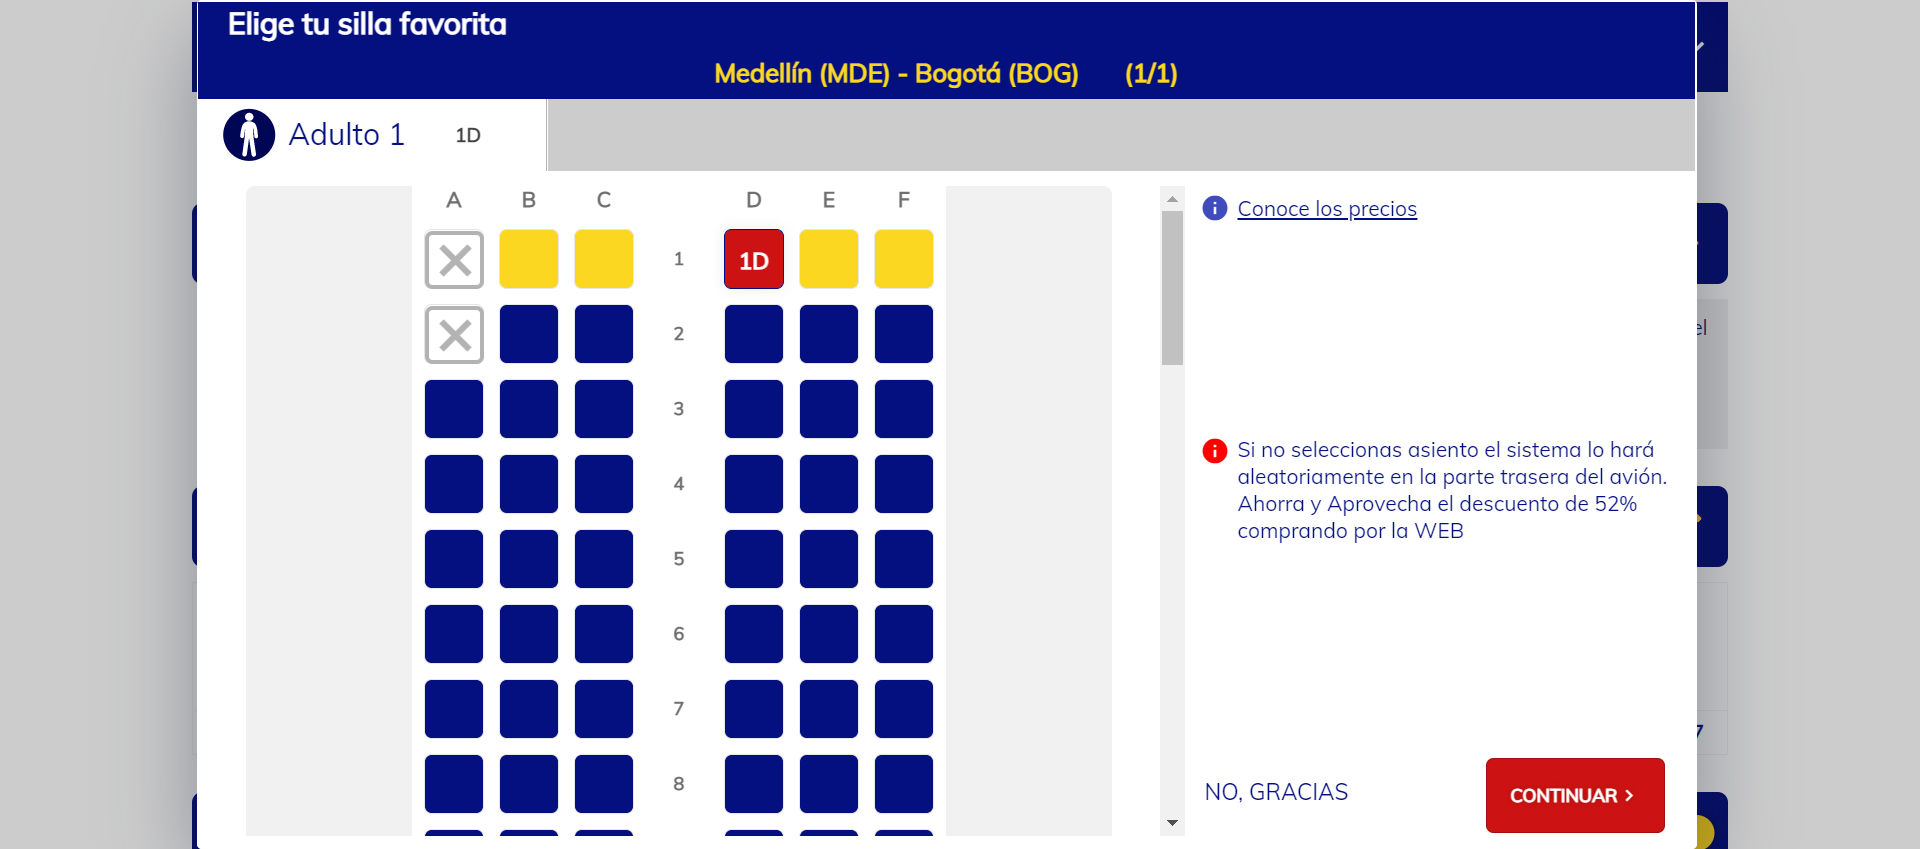 Elige tu silla favorita
Medellín (MDE) - Bogotá (BOG) (1/1)
Adulto 1 1D
A B C D E F
1D
1
2
3
4
5
6
7
8
Conoce los precios
el
Si no seleccionas asiento el sistema lo hará
aleatoriamente en la parte trasera del avión.
Ahorra y Aprovecha el descuento de 52%
comprando por la WEB
7
NO, GRACIAS
CONTINUAR >